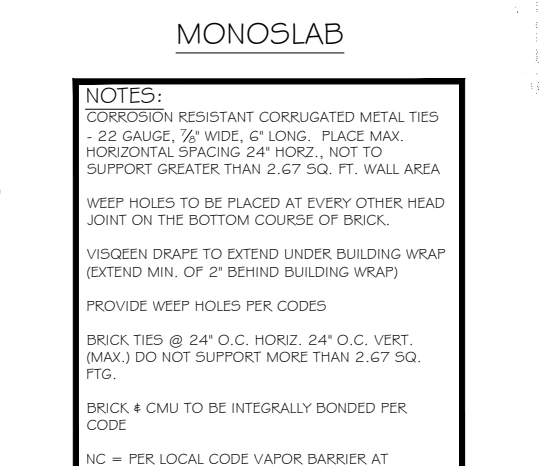 MONOSLAB
NOTES:
CORROSION RESISTANT CORRUGATED METAL TIES
- 22 GAUGE, ⅞" WIDE, 6" LONG. PLACE MAX.
HORIZONTAL SPACING 24" HORZ., NOT TO
SUPPORT GREATER THAN 2.67 SQ. FT. WALL AREA
WEEP HOLES TO BE PLACED AT EVERY OTHER HEAD
JOINT ON THE BOTTOM COURSE OF BRICK.
VISQEEN DRAPE TO EXTEND UNDER BUILDING WRAP
(EXTEND MIN. OF 2" BEHIND BUILDING WRAP)
PROVIDE WEEP HOLES PER CODES
BRICK TIES @ 24" O.C. HORIZ. 24" O.C. VERT.
(MAX.) DO NOT SUPPORT MORE THAN 2.67 SQ.
FTG.
BRICK & CMU TO BE INTEGRALLY BONDED PER
CODE
NC = PER LOCAL CODE VAPOR BARRIER AT